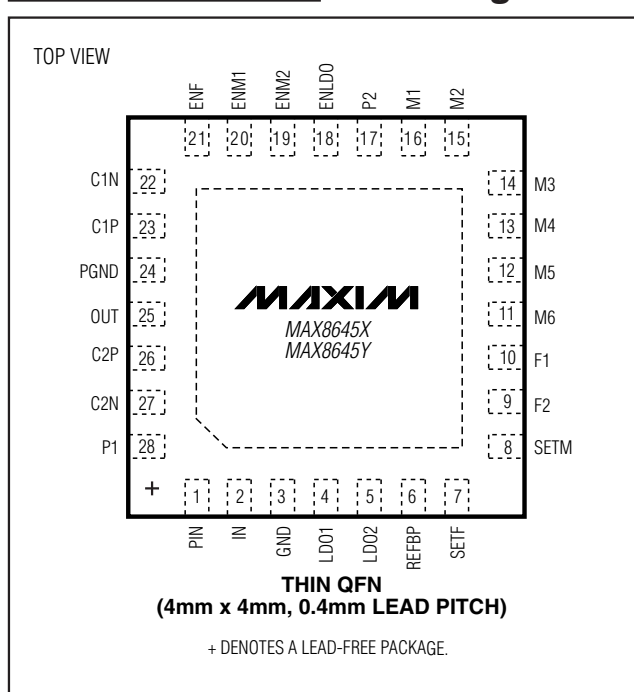 TOP VIEW
ENF
ENM1
ENM2
ENLDO
P2
M1
M2
21
20
19
18
17
16
15
C1N 22
C1P 23
PGND 24
OUT 25
C2P 26
C2N 27
P1 28
14 M3
13 M4
12 M5
11 M6
10 F1
9 F2
8 SETM
MAXIM
MAX8645X
MAX8645Y
+
1
2
3
4
5
6
7
PIN
IN
GND
LDO1
LDO2
REFBP
SETF
THIN QFN
(4mm x 4mm, 0.4mm LEAD PITCH)
+ DENOTES A LEAD-FREE PACKAGE.